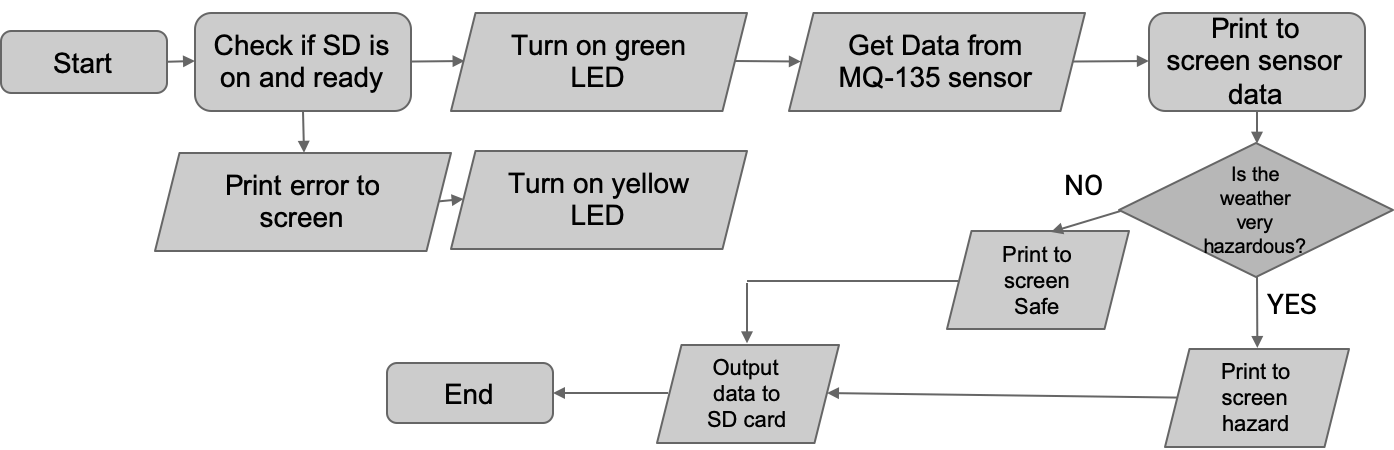 Start
Check if SD is
on and ready
Turn on green
LED
Get Data from
MQ-135 sensor
Print to
screen sensor
data
Print error to
screen
Turn on yellow
LED
Is the
weather
very
hazardous?
NO
YES
Print to
screen
Safe
Print to
screen
hazard
Output
data to
SD card
End